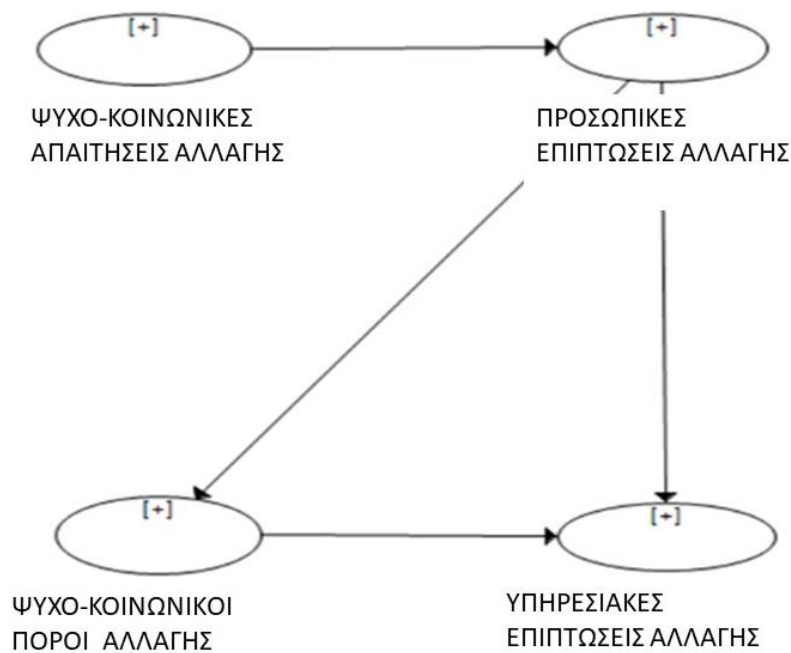 [+]
[+]
ΨΥΧΟ-ΚΟΙΝΩΝΙΚΕΣ
ΑΠΑΙΤΗΣΕΙΣ ΑΛΛΑΓΗΣ
ΠΡΟΣΩΠΙΚΕΣ
ΕΠΙΠΤΩΣΕΙΣ ΑΛΛΑΓΗΣ
[+]
[+]
ΨΥΧΟ-ΚΟΙΝΩΝΙΚΟΙ
ΠΟΡΟΙ ΑΛΛΑΓΗΣ
ΥΠΗΡΕΣΙΑΚΕΣ
ΕΠΙΠΤΩΣΕΙΣ ΑΛΛΑΓΗΣ